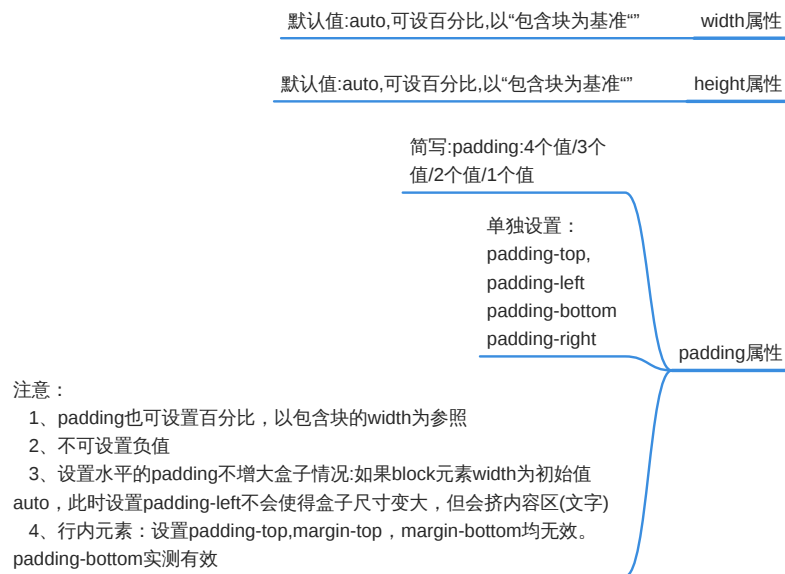 默认值:auto,可设百分比,以“包含块为基准“” width属性
默认值:auto,可设百分比,以“包含块为基准“” height属性
简写:padding:4个值/3个
值/2个值/1个值
单独设置：
padding-top,
padding-left
padding-bottom
padding-right
padding属性
注意：
1、padding也可设置百分比，以包含块的width为参照
2、不可设置负值
3、设置水平的padding不增大盒子情况:如果block元素width为初始值
auto，此时设置padding-left不会使得盒子尺寸变大，但会挤内容区(文字)
4、行内元素：设置padding-top,margin-top，margin-bottom均无效。
padding-bottom实测有效